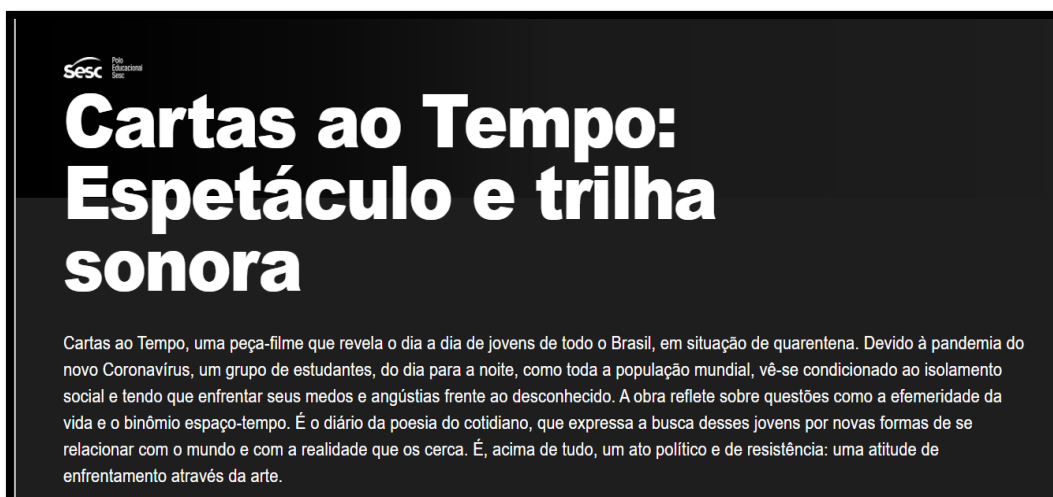 Sesc
Polo
Educacional
Sesc
Cartas ao Tempo:
Espetáculo e trilha
sonora
Cartas ao Tempo, uma peça-filme que revela o dia a dia de jovens de todo o Brasil, em situação de quarentena. Devido à pandemia do
novo Coronavírus, um grupo de estudantes, do dia para a noite, como toda a população mundial, vê-se condicionado ao isolamento
social e tendo que enfrentar seus medos e angústias frente ao desconhecido. A obra reflete sobre questões como a efemeridade da
vida e o binômio espaço-tempo. É o diário da poesia do cotidiano, que expressa a busca desses jovens por novas formas de se
relacionar com o mundo e com a realidade que os cerca. É, acima de tudo, um ato político e de resistência: uma atitude de
enfrentamento através da arte.